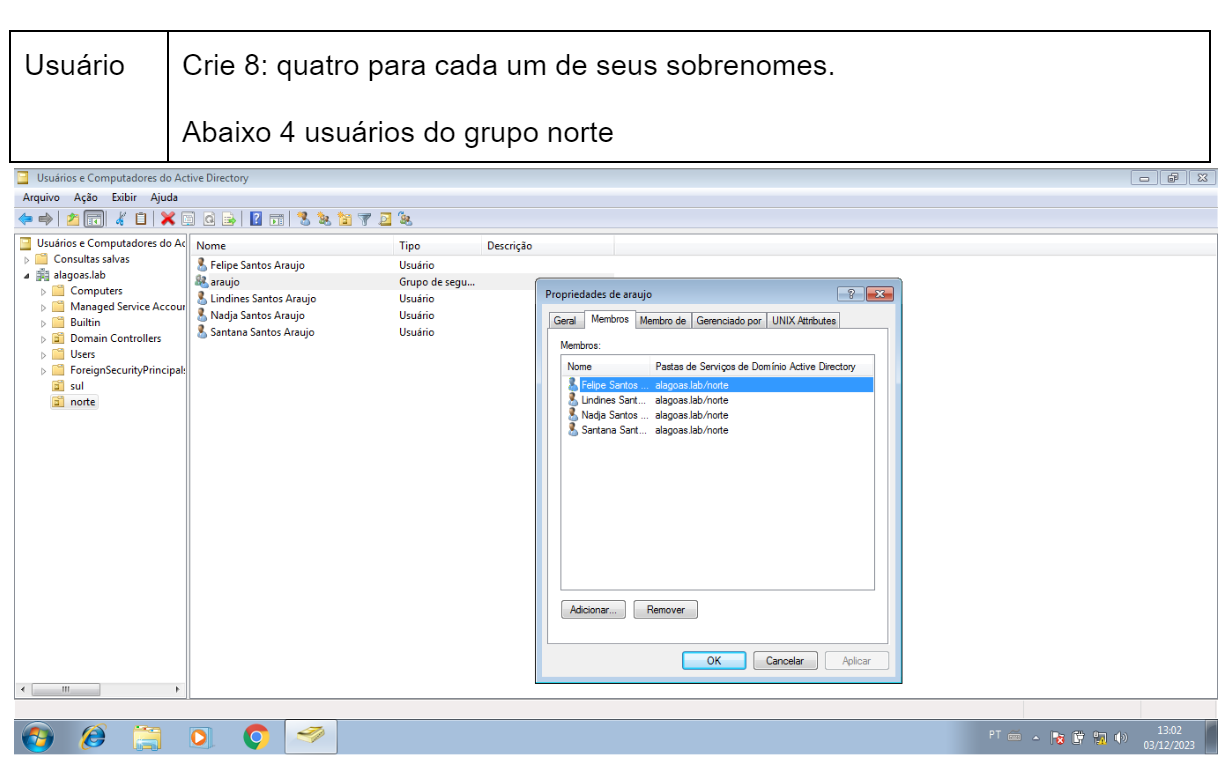 Usuário
Crie 8: quatro para cada um de seus sobrenomes.
Abaixo 4 usuários do grupo norte
Usuários e Computadores do Active Directory
Arquivo Ação Exibir Ajuda
Usuários e Computadores do Ac
Consultas salvas
alagoas.lab
Computers
Managed Service Accour
Builtin
Domain Controllers
Users
ForeignSecurityPrincipals
sul
norte
Nome Tipo Descrição
Felipe Santos Araujo Usuário
araujo Grupo de segu...
Lindines Santos Araujo Usuário
Nadja Santos Araujo Usuário
Santana Santos Araujo Usuário
Propriedades de araujo
Geral Membros Membro de Gerenciado por UNIX Attributes
Membros:
Nome Pastas de Serviços de Domínio Active Directory
Felipe Santos ... alagoas.lab/norte
Lindines Sant... alagoas.lab/norte
Nadja Santos ... alagoas.lab/norte
Santana Sant... alagoas.lab/norte
Adicionar... Remover
OK Cancelar Aplicar
PT
13:02
03/12/2023